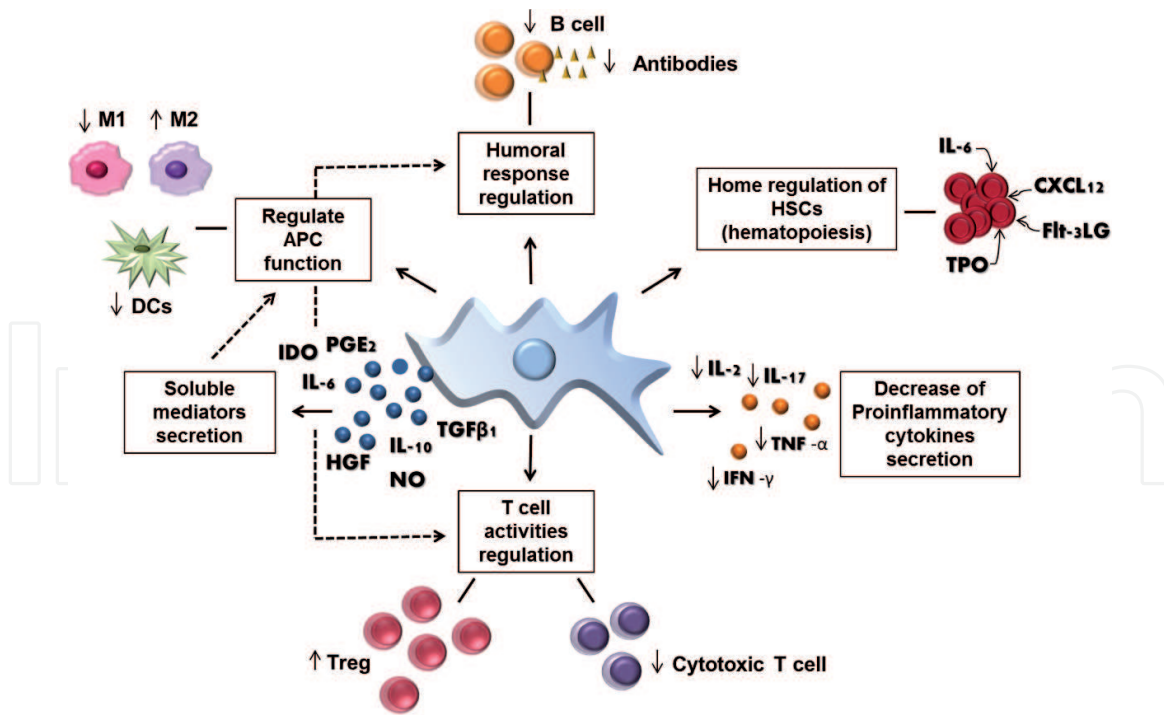 ↓ B cell
↓ Antibodies
↓ M1 ↑ M2
Humoral
response
regulation
Home regulation of
HSCs
(hematopoiesis)
IL-6
CXCL12
Flt-3LG
TPO
Regulate
APC
function
↓ DCs
IDO
PGE2
IL-6
TGFβ1
IL-10
HGF
NO
Soluble
mediators
secretion
↓ IL-2
↓ IL-17
↓ TNF -α
↓ IFN -γ
Decrease of
Proinflammatory
cytokines
secretion
T cell
activities
regulation
↑ Treg
↓ Cytotoxic T cell